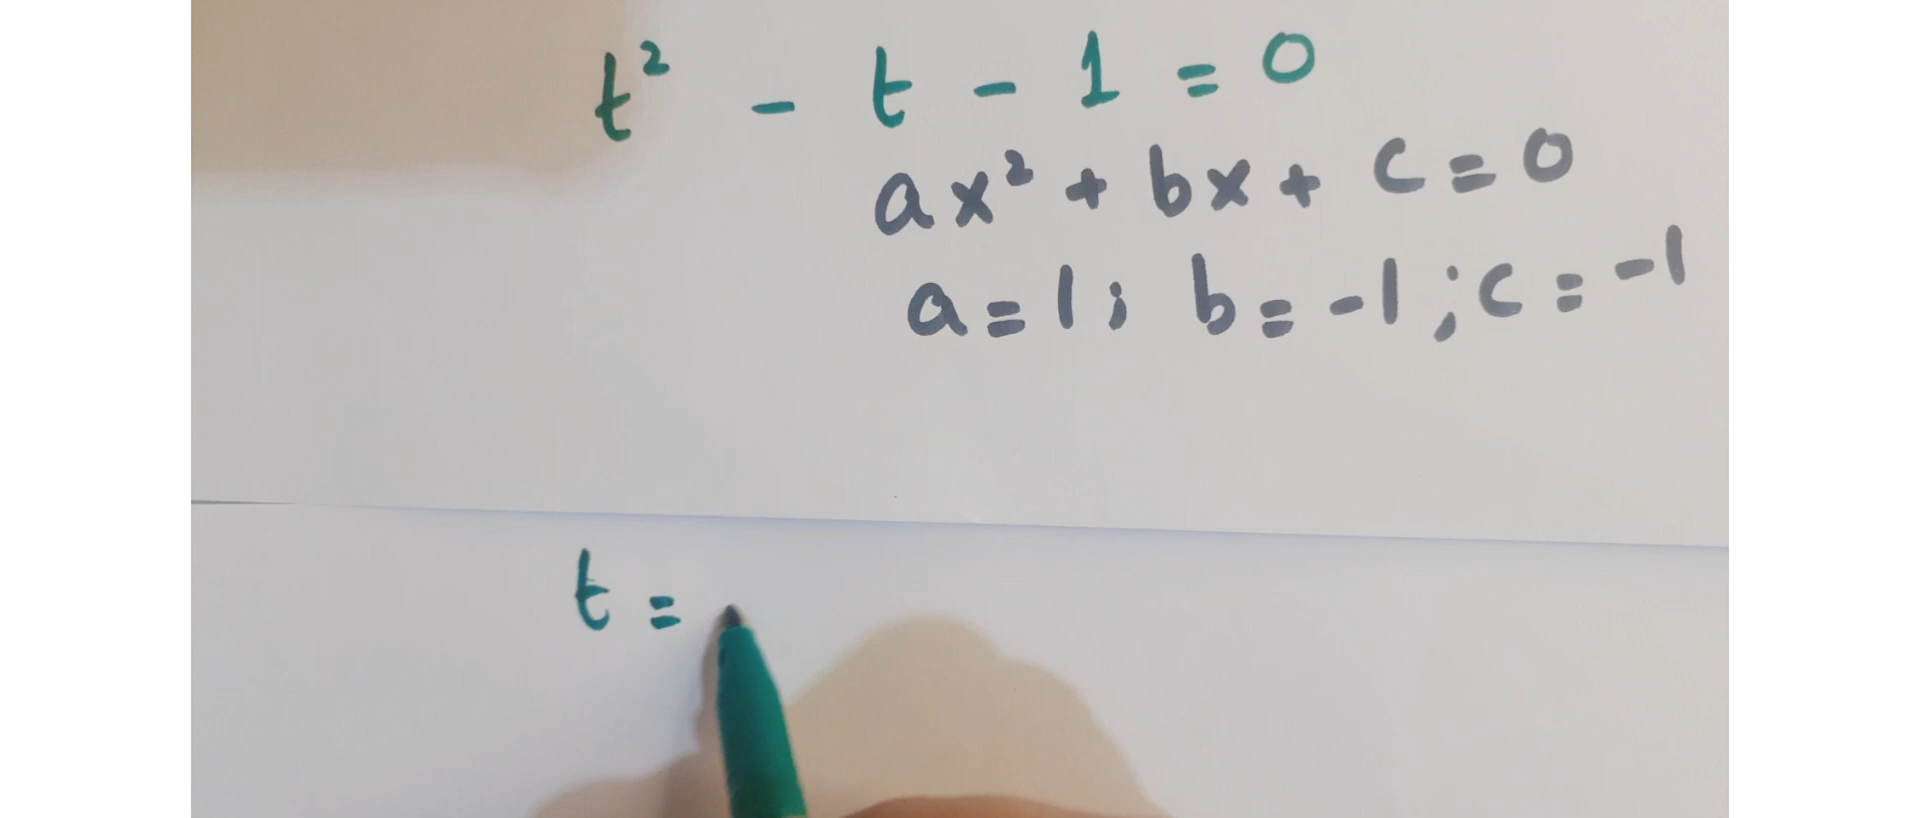 t² - t - 1 = 0
ax² + bx + c = 0
a = 1; b = -1; c = -1
t =